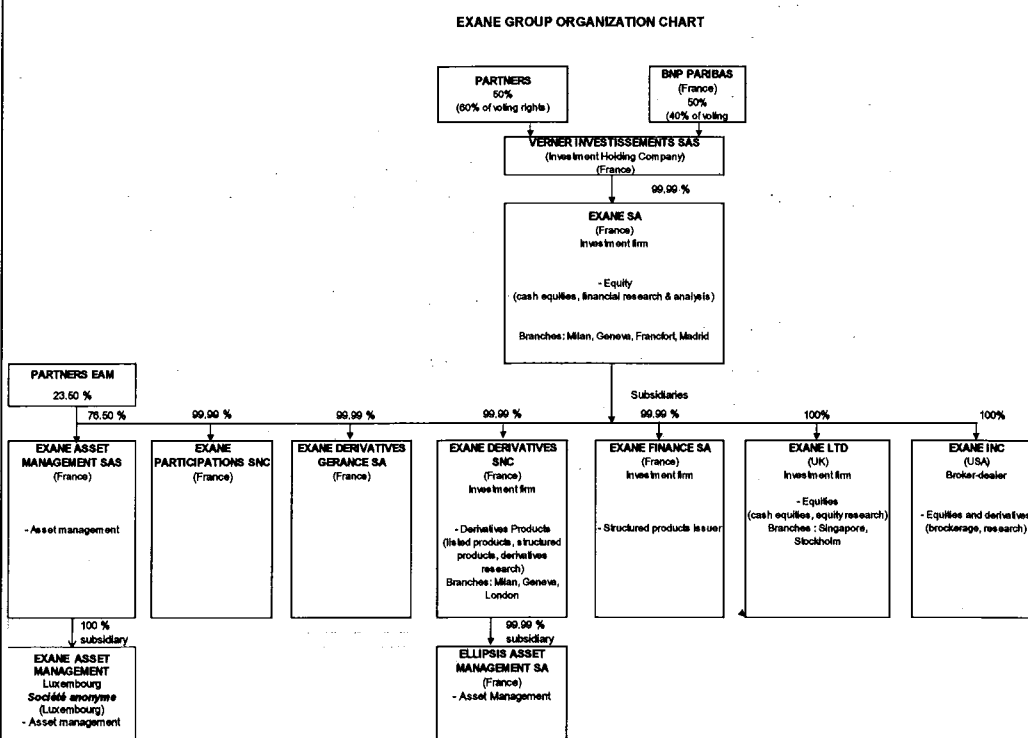 EXANE GROUP ORGANIZATION CHART
PARTNERS
50%
(60% of voting rights)
BNP PARIBAS
(France)
50%
(40% of voting
VERNER INVESTISSEMENTS SAS
(Investment Holding Company)
(France)
99,99 %
EXANE SA
(France)
Investment firm
- Equity
(cash equities, financial research & analysis)
Branches: Milan, Geneva, Francfort, Madrid
PARTNERS EAM
23.50 %
Subsidiaries
76,50 %
99,99 %
99,99 %
99,99 %
99,99 %
100%
100%
EXANE ASSET
MANAGEMENT SAS
(France)
- Asset management
EXANE
PARTICIPATIONS SNC
(France)
EXANE DERIVATIVES
GERANCE SA
(France)
EXANE DERIVATIVES
SNC
(France)
Investment firm
- Derivatives Products
(listed products, structured
products, derivatives
research)
Branches: Milan, Geneva,
London
EXANE FINANCE SA
(France)
Investment firm
- Structured products issuer
EXANE LTD
(UK)
Investment firm
- Equities
(cash equities, equity research)
Branches : Singapore,
Stockholm
EXANE INC
(USA)
Broker-dealer
- Equities and derivatives
(brockerage, research)
100 %
subsidiary
99.99 %
subsidiary
EXANE ASSET
MANAGEMENT
Luxembourg
Société anonyme
(Luxembourg)
- Asset management
ELLIPSIS ASSET
MANAGEMENT SA
(France)
- Asset Management